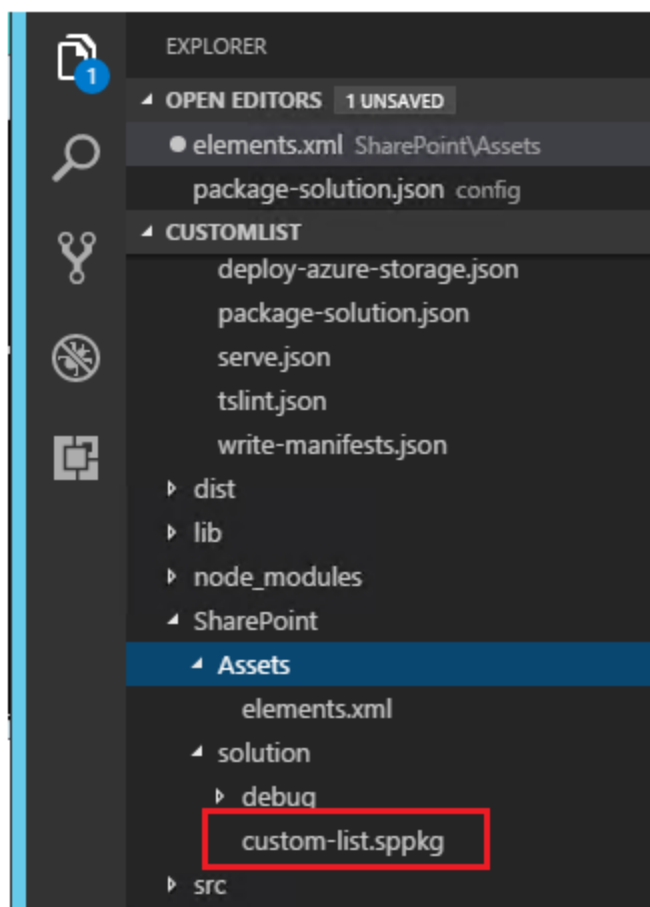 EXPLORER
1
OPEN EDITORS 1 UNSAVED
elements.xml SharePoint\Assets
package-solution.json config
CUSTOMLIST
deploy-azure-storage.json
package-solution.json
serve.json
tslint.json
write-manifests.json
dist
lib
node_modules
SharePoint
Assets
elements.xml
solution
debug
custom-list.sppkg
src